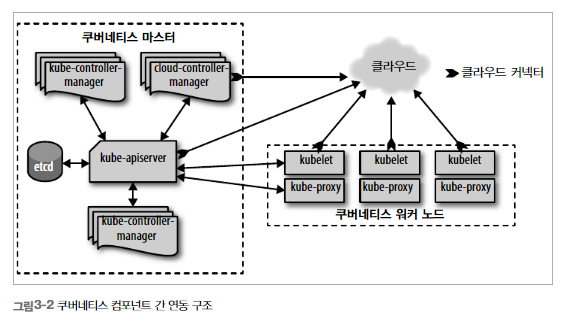 쿠버네티스 마스터
kube-controller-
manager
cloud-controller-
manager
클라우드
클라우드 커넥터
etcd
kube-apiserver
kubelet
kubelet
kubelet
kube-proxy
kube-proxy
kube-proxy
쿠버네티스 워커 노드
kube-controller-
manager
그림3-2 쿠버네티스 컴포넌트 간 연동 구조